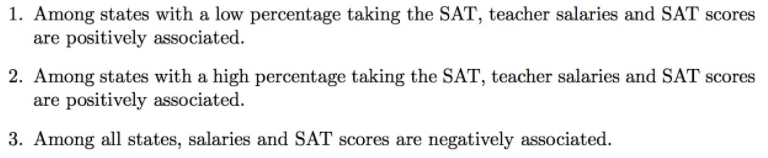 1. Among states with a low percentage taking the SAT, teacher salaries and SAT scores
are positively associated.
2. Among states with a high percentage taking the SAT, teacher salaries and SAT scores
are positively associated.
3. Among all states, salaries and SAT scores are negatively associated.